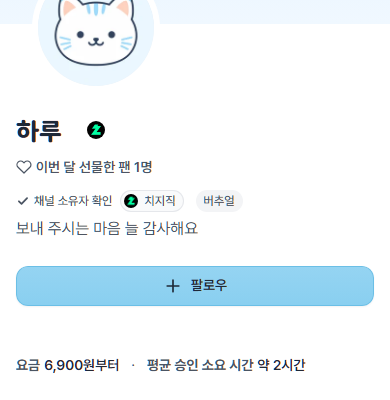 하루
이번 달 선물한 팬 1명
채널 소유자 확인 치지직 버추얼
보내 주시는 마음 늘 감사해요
+ 팔로우
요금 6,900원부터 · 평균 승인 소요 시간 약 2시간